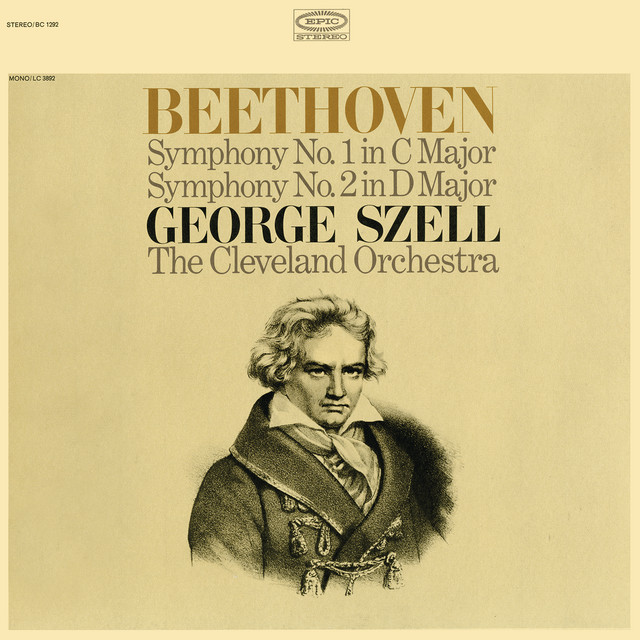 STEREO/BC 1292
EPIC
STEREO
MONO/LC 3892
BEETHOVEN
Symphony No. 1 in C Major
Symphony No. 2 in D Major
GEORGE SZELL
The Cleveland Orchestra